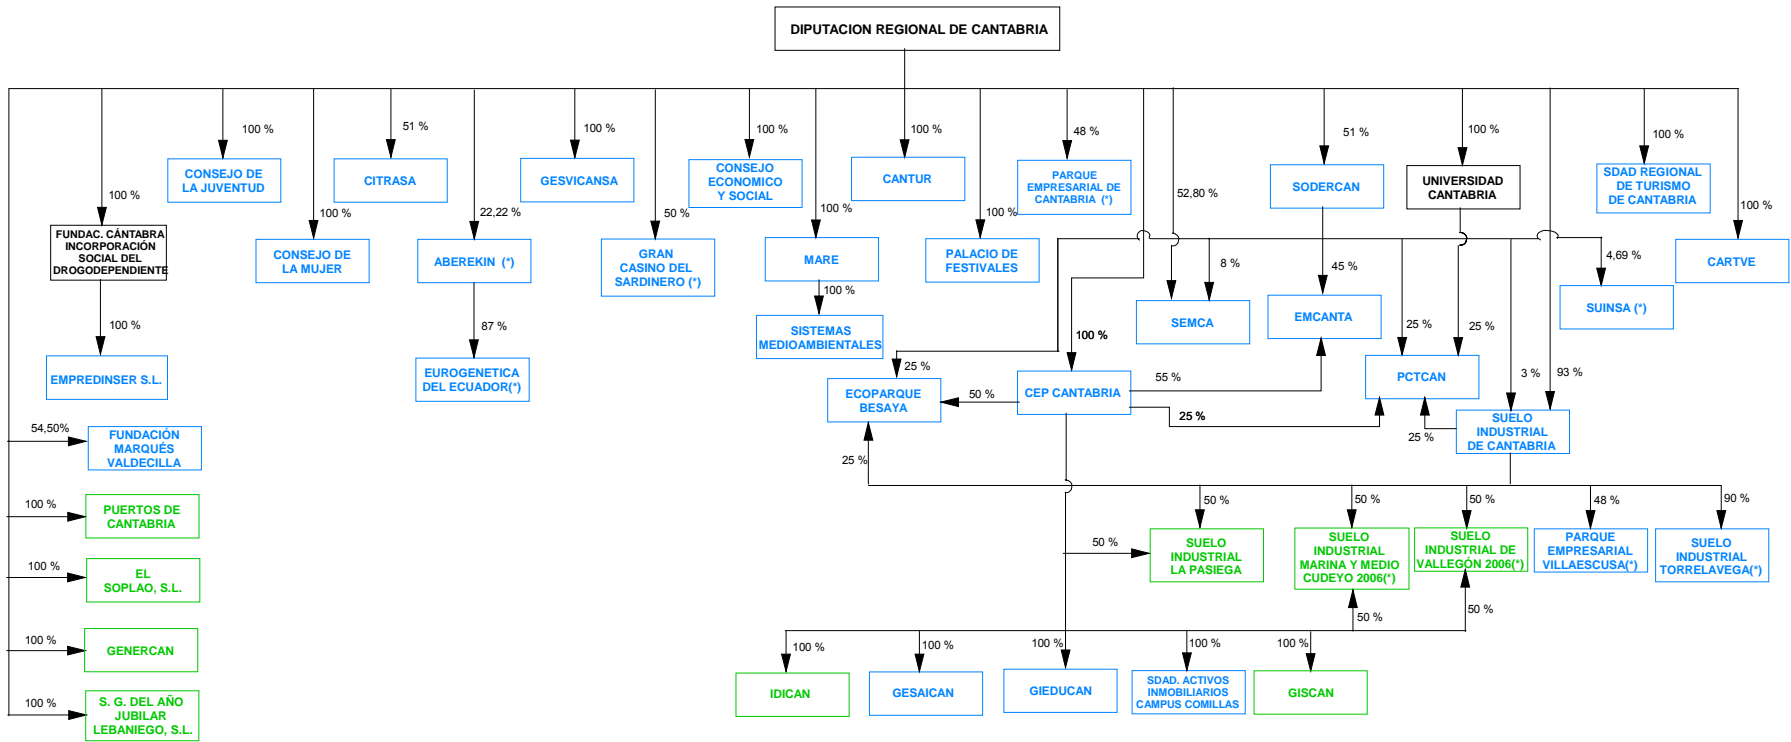 DIPUTACION REGIONAL DE CANTABRIA
100 %
51 %
100 %
100 %
100 %
48 %
51 %
100 %
100 %
CONSEJO DE
LA JUVENTUD
CITRASA
GESVICANSA
CONSEJO
ECONOMICO
Y SOCIAL
CANTUR
PARQUE
EMPRESARIAL DE
CANTABRIA (*)
52,80 %
SODERCAN
UNIVERSIDAD
CANTABRIA
SDAD REGIONAL
DE TURISMO
DE CANTABRIA
100 %
100 %
22,22 %
50 %
100 %
100 %
100 %
FUNDAC. CÁNTABRA
INCORPORACIÓN
SOCIAL DEL
DROGODEPENDIENTE
CONSEJO DE
LA MUJER
ABEREKIN (*)
GRAN
CASINO DEL
SARDINERO (*)
MARE
PALACIO DE
FESTIVALES
8 %
45 %
4,69 %
CARTVE
100 %
SEMCA
EMCANTA
SUINSA (*)
100 %
87 %
SISTEMAS
MEDIOAMBIENTALES
100 %
25 %
25 %
EMPREDINSER S.L.
EUROGENETICA
DEL ECUADOR(*)
25 %
ECOPARQUE
BESAYA
50 %
CEP CANTABRIA
55 %
25 %
PCTCAN
3 %
93 %
54,50%
FUNDACIÓN
MARQUÉS
VALDECILLA
25 %
25 %
SUELO
INDUSTRIAL
DE CANTABRIA
100 %
PUERTOS DE
CANTABRIA
50 %
50 %
50 %
48 %
90 %
50 %
SUELO
INDUSTRIAL
LA PASIEGA
SUELO
INDUSTRIAL
MARINA Y MEDIO
CUDEYO 2006(*)
SUELO
INDUSTRIAL DE
VALLEGÓN 2006(*)
PARQUE
EMPRESARIAL
VILLAESCUSA(*)
SUELO
INDUSTRIAL
TORRELAVEGA(*)
100 %
EL
SOPLAO, S.L.
50 %
50 %
100 %
GENERCAN
100 %
100 %
100 %
100 %
100 %
IDICAN
GESAICAN
GIEDUCAN
SDAD. ACTIVOS
INMOBILIARIOS
CAMPUS COMILLAS
GISCAN
100 %
S. G. DEL AÑO
JUBILAR
LEBANIEGO, S.L.